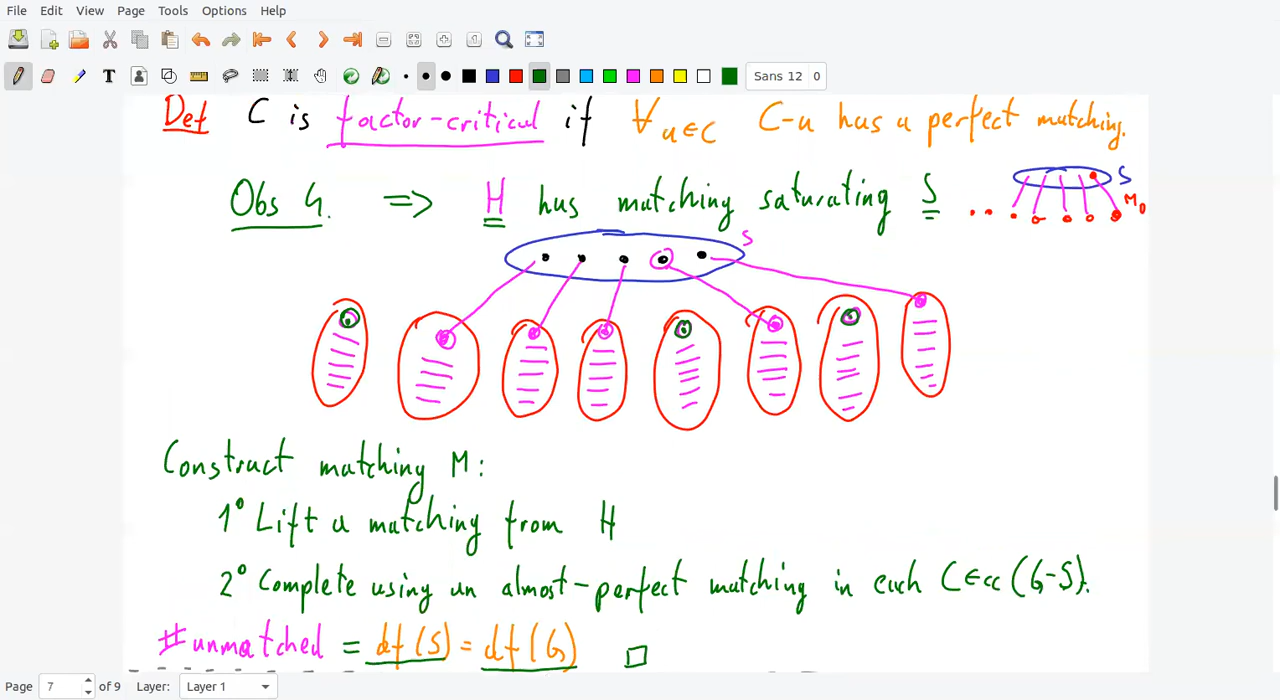 File Edit View Page Tools Options Help
Sans 12 0
Def C is factor-critical if ∀u∈C C-u has a perfect matching.
Obs 4. => H has matching saturating S
S
M₀
S
Construct matching M:
1° Lift a matching from H
2° Complete using an almost-perfect matching in each C∈cc(G-S).
#unmatched = df(S) = df(G) □
Page 7 of 9 Layer: Layer 1